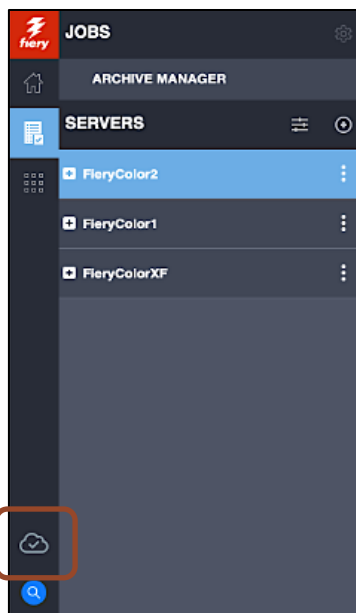 fiery
JOBS
ARCHIVE MANAGER
SERVERS
FieryColor2
FieryColor1
FieryColorXF